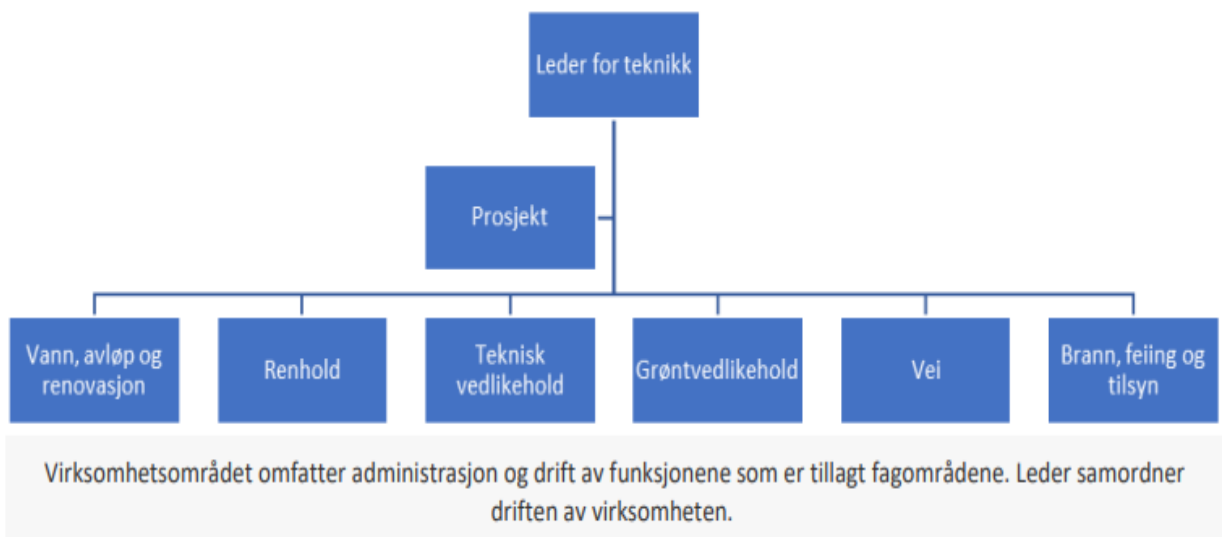 Leder for teknikk
Prosjekt
Vann, avløp og
renovasjon
Renhold
Teknisk
vedlikehold
Grøntvedlikehold
Vei
Brann, feiing og
tilsyn
Virksomhetsområdet omfatter administrasjon og drift av funksjonene som er tillagt fagområdene. Leder samordner
driften av virksomheten.